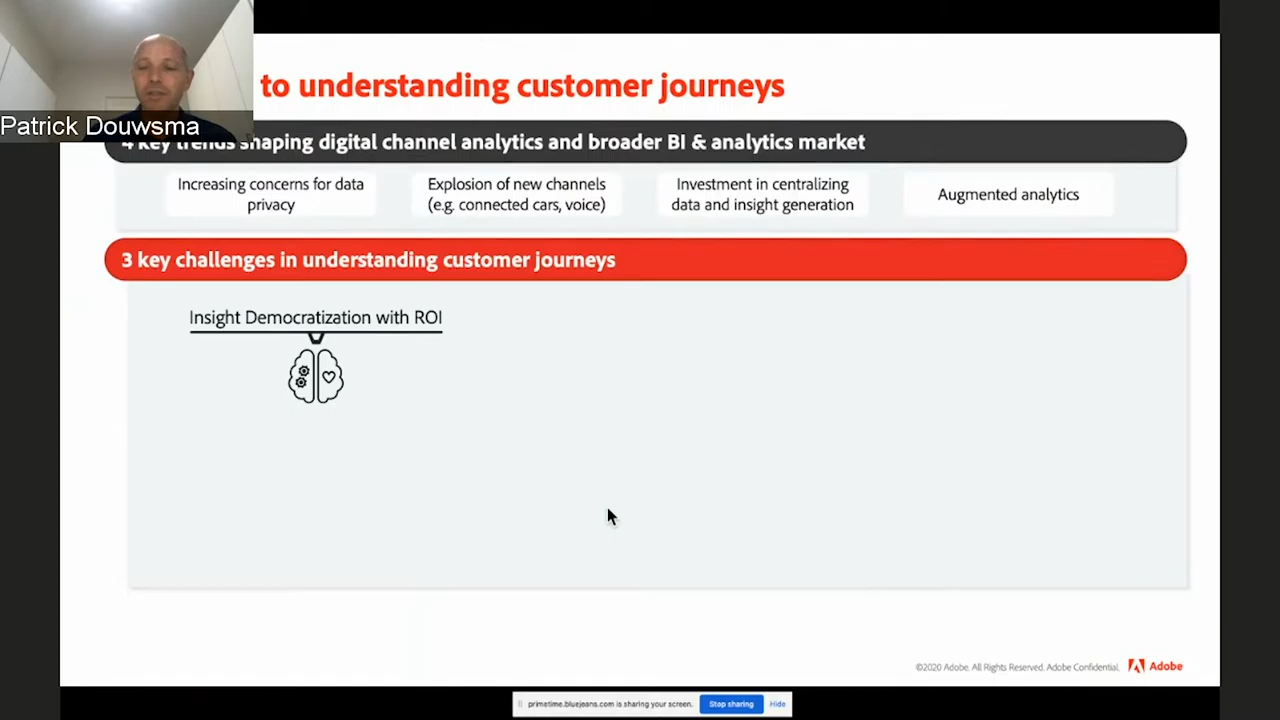 to understanding customer journeys
Patrick Douwsma
4 key trends shaping digital channel analytics and broader BI & analytics market
Increasing concerns for data
privacy
Explosion of new channels
(e.g. connected cars, voice)
Investment in centralizing
data and insight generation
Augmented analytics
3 key challenges in understanding customer journeys
Insight Democratization with ROI
©2020 Adobe. All Rights Reserved. Adobe Confidential.
Adobe
primetime.bluejeans.com is sharing your screen.
Stop sharing
Hide